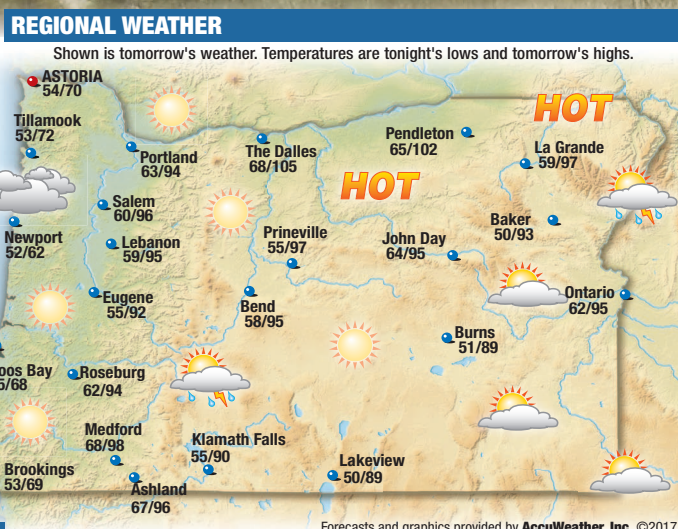 REGIONAL WEATHER
Shown is tomorrow's weather. Temperatures are tonight's lows and tomorrow's highs.
ASTORIA
54/70
HOT
Tillamook
53/72
Portland
63/94
The Dalles
68/105
Pendleton
65/102
La Grande
59/97
HOT
Salem
60/96
Newport
52/62
Lebanon
59/95
Prineville
55/97
John Day
64/95
Baker
50/93
Eugene
55/92
Bend
58/95
Ontario
62/95
Burns
51/89
oos Bay
5/68
Roseburg
62/94
Medford
68/98
Klamath Falls
55/90
Lakeview
50/89
Brookings
53/69
Ashland
67/96
Forecasts and graphics provided by AccuWeather, Inc. ©2017